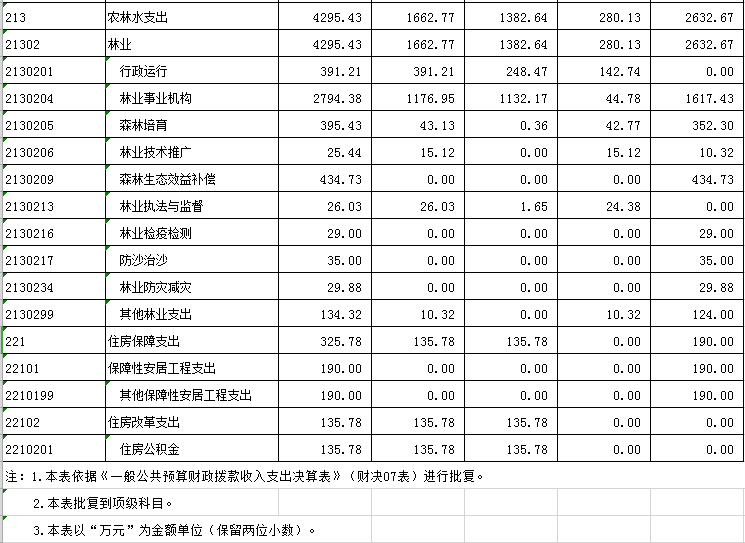 213 农林水支出 4295.43 1662.77 1382.64 280.13 2632.67
21302 林业 4295.43 1662.77 1382.64 280.13 2632.67
2130201 行政运行 391.21 391.21 248.47 142.74 0.00
2130204 林业事业机构 2794.38 1176.95 1132.17 44.78 1617.43
2130205 森林培育 395.43 43.13 0.36 42.77 352.30
2130206 林业技术推广 25.44 15.12 0.00 15.12 10.32
2130209 森林生态效益补偿 434.73 0.00 0.00 0.00 434.73
2130213 林业执法与监督 26.03 26.03 1.65 24.38 0.00
2130216 林业检疫检测 29.00 0.00 0.00 0.00 29.00
2130217 防沙治沙 35.00 0.00 0.00 0.00 35.00
2130234 林业防灾减灾 29.88 0.00 0.00 0.00 29.88
2130299 其他林业支出 134.32 10.32 0.00 10.32 124.00
221 住房保障支出 325.78 135.78 135.78 0.00 190.00
22101 保障性安居工程支出 190.00 0.00 0.00 0.00 190.00
2210199 其他保障性安居工程支出 190.00 0.00 0.00 0.00 190.00
22102 住房改革支出 135.78 135.78 135.78 0.00 0.00
2210201 住房公积金 135.78 135.78 135.78 0.00 0.00
注：1.本表依据《一般公共预算财政拨款收入支出决算表》（财决07表）进行批复。
2.本表批复到项级科目。
3.本表以“万元”为金额单位（保留两位小数）。